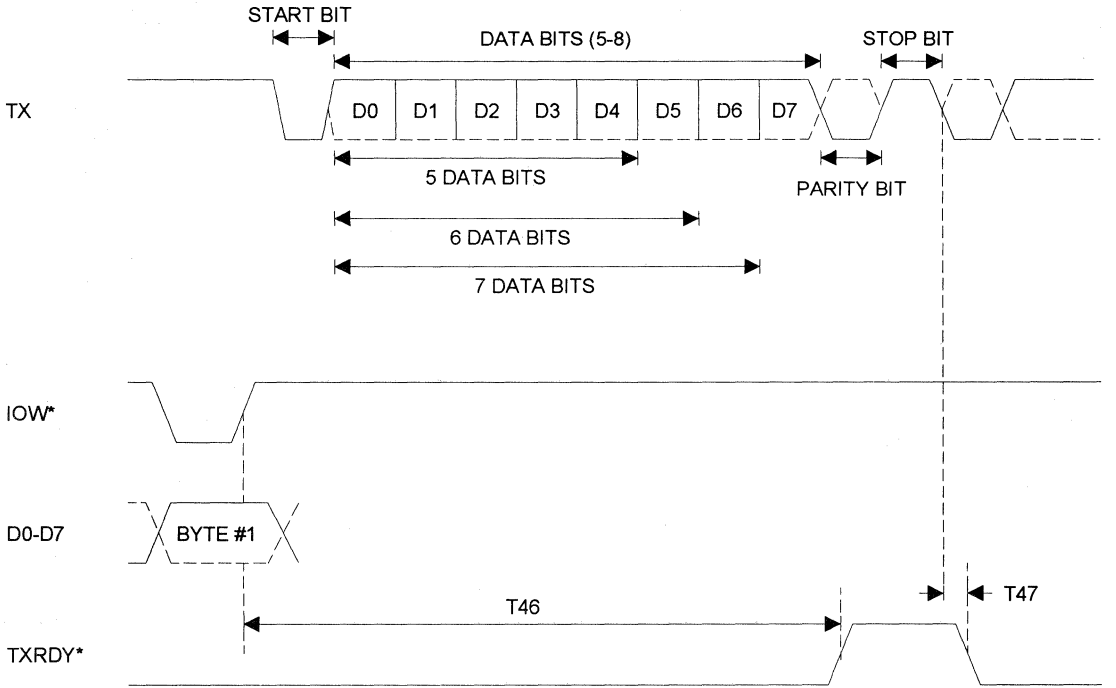 START BIT
DATA BITS (5-8)
STOP BIT
TX
D0 D1 D2 D3 D4 D5 D6 D7
5 DATA BITS
PARITY BIT
6 DATA BITS
7 DATA BITS
IOW*
D0-D7
BYTE #1
T46
T47
TXRDY*